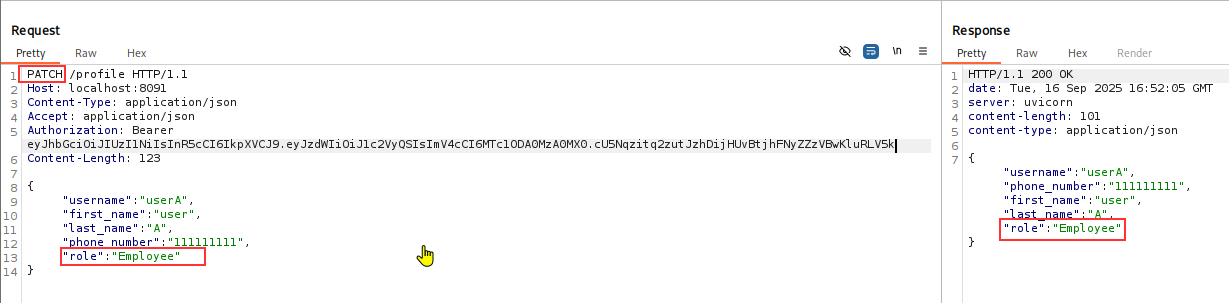 Request
Pretty Raw Hex
\n
1 PATCH /profile HTTP/1.1
2 Host: localhost:8091
3 Content-Type: application/json
4 Accept: application/json
5 Authorization: Bearer
eyJhbGciOiJIUzI1NiIsInR5cCI6IkpXVCJ9.eyJzdWIiOiJ1c2VyQSIsImV4cCI6MTc1ODA0MzA0MX0.cU5Nqzitq2zutJzhDijHUvBtjhFNyZZzVBwKluRLV5k
6 Content-Length: 123
7
8 {
9 "username":"userA",
10 "first_name":"user",
11 "last_name":"A",
12 "phone_number":"111111111",
13 "role":"Employee"
14 }
Response
Pretty Raw Hex Render
1 HTTP/1.1 200 OK
2 date: Tue, 16 Sep 2025 16:52:05 GMT
3 server: uvicorn
4 content-length: 101
5 content-type: application/json
6
7 {
"username":"userA",
"phone_number":"111111111",
"first_name":"user",
"last_name":"A",
"role":"Employee"
}